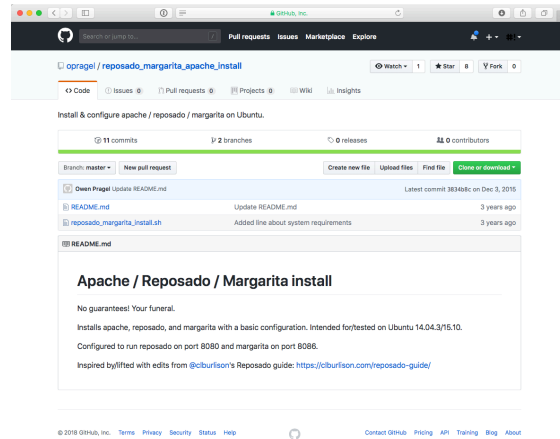 GitHub, Inc.
Search or jump to...
/
Pull requests Issues Marketplace Explore
opragel / reposado_margarita_apache_install
Watch 1 Star 8 Fork 0
Code Issues 0 Pull requests 0 Projects 0 Wiki Insights
Install & configure apache / reposado / margarita on Ubuntu.
11 commits 2 branches 0 releases 0 contributors
Branch: master New pull request Create new file Upload files Find file Clone or download
Owen Pragel Update README.md Latest commit 3834b8c on Dec 3, 2015
README.md Update README.md 3 years ago
reposado_margarita_install.sh Added line about system requirements 3 years ago
README.md
Apache / Reposado / Margarita install
No guarantees! Your funeral.
Installs apache, reposado, and margarita with a basic configuration. Intended for/tested on Ubuntu 14.04.3/15.10.
Configured to run reposado on port 8080 and margarita on port 8086.
Inspired by/lifted with edits from @clburlison's Reposado guide: https://clburlison.com/reposado-guide/
© 2018 GitHub, Inc. Terms Privacy Security Status Help Contact GitHub Pricing API Training Blog About